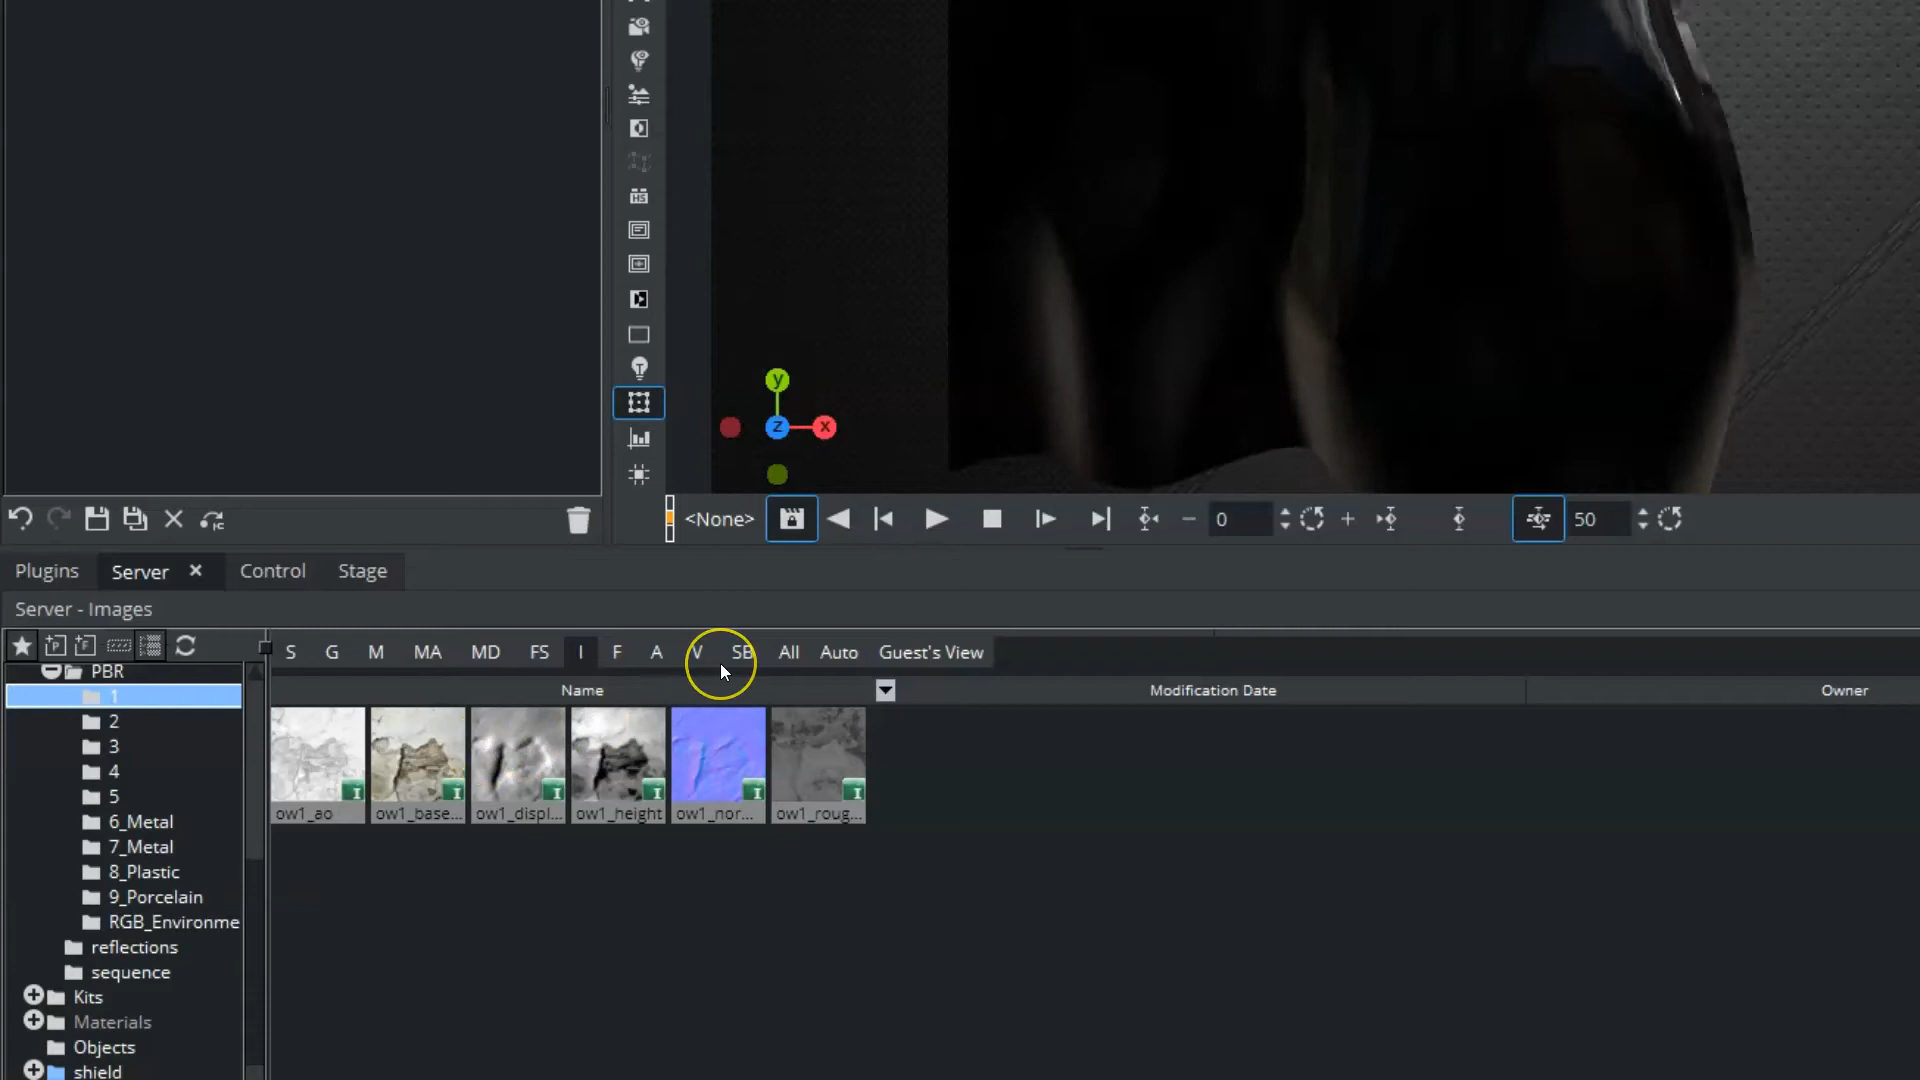 HS
y
z
x
<None>
0
50
Plugins
Server
Control
Stage
Server - Images
S
G
M
MA
MD
FS
I
F
A
V
SB
All
Auto
Guest's View
PBR
Name
Modification Date
Owner
1
2
3
4
5
6_Metal
7_Metal
8_Plastic
9_Porcelain
RGB_Environme
reflections
sequence
Kits
Materials
Objects
shield
ow1_ao
ow1_base...
ow1_displ...
ow1_height
ow1_nor...
ow1_roug...